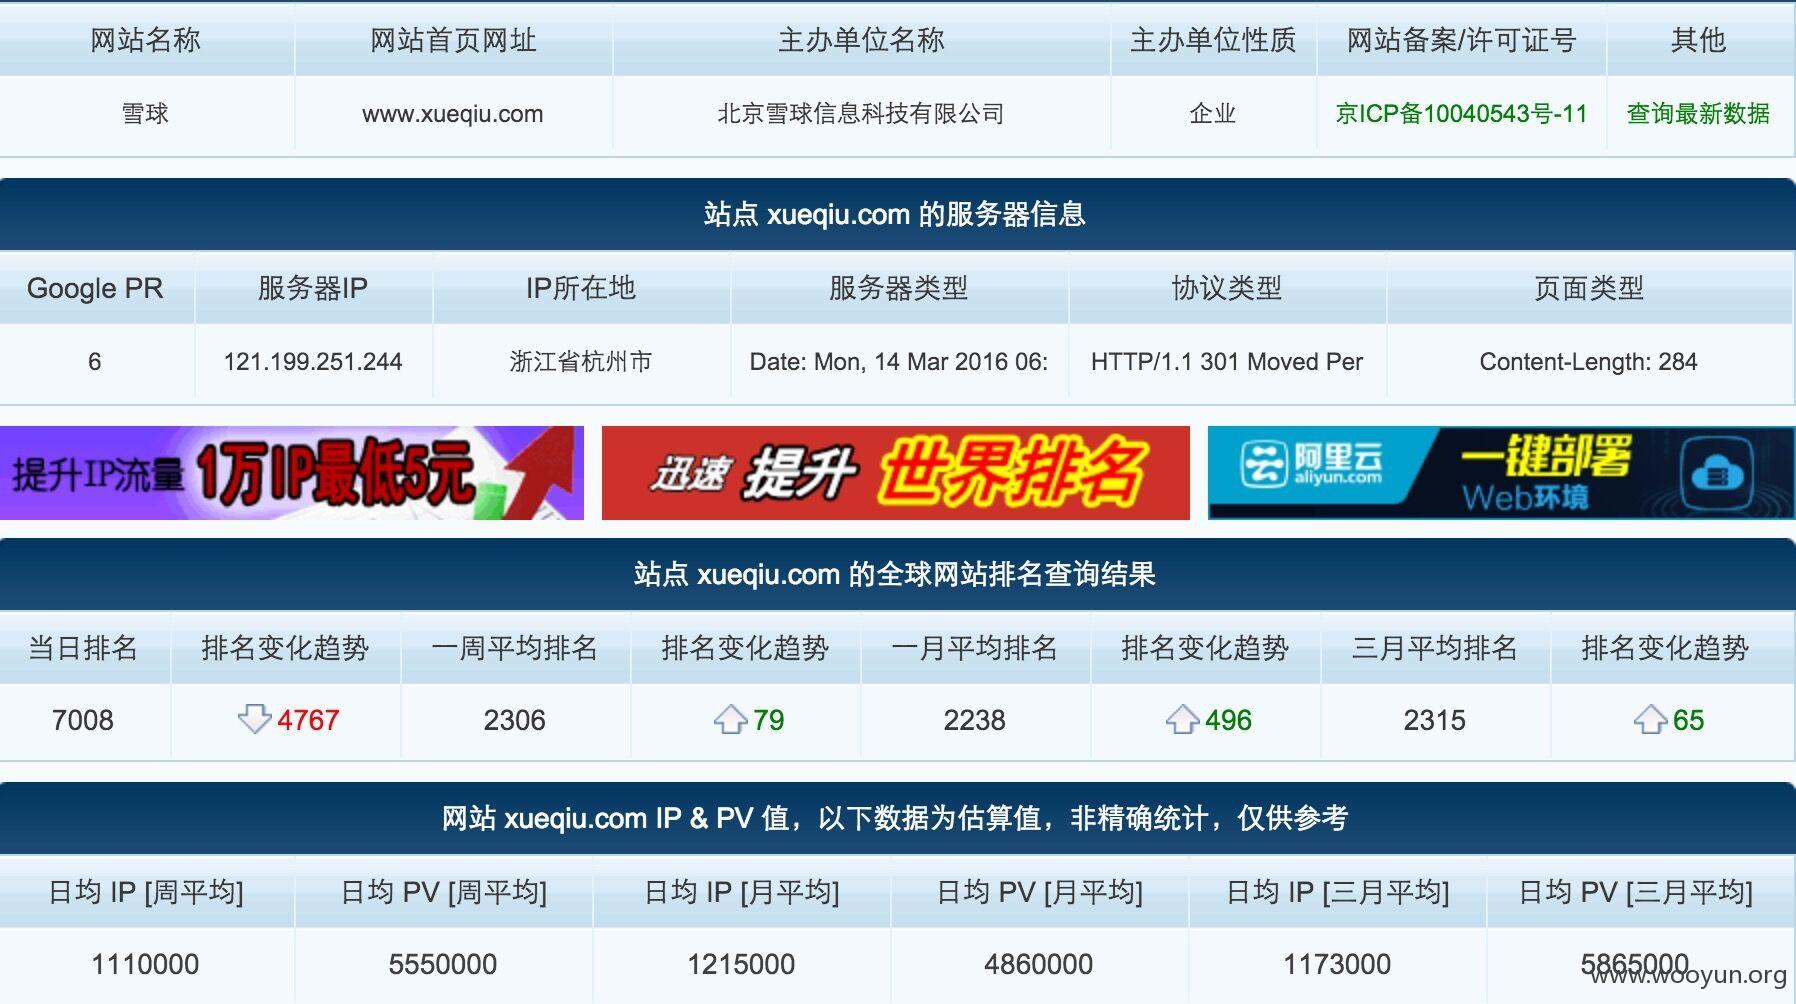 网站名称 网站首页网址 主办单位名称 主办单位性质 网站备案/许可证号 其他
雪球 www.xueqiu.com 北京雪球信息科技有限公司 企业 京ICP备10040543号-11 查询最新数据
站点 xueqiu.com 的服务器信息
Google PR 服务器IP IP所在地 服务器类型 协议类型 页面类型
6 121.199.251.244 浙江省杭州市 Date: Mon, 14 Mar 2016 06: HTTP/1.1 301 Moved Per Content-Length: 284
提升IP流量 1万IP最低5元 迅速 提升 世界排名 阿里云 aliyun.com 一键部署
Web环境
站点 xueqiu.com 的全球网站排名查询结果
当日排名 排名变化趋势 一周平均排名 排名变化趋势 一月平均排名 排名变化趋势 三月平均排名 排名变化趋势
7008 4767 2306 79 2238 496 2315 65
网站 xueqiu.com IP & PV 值，以下数据为估算值，非精确统计，仅供参考
日均 IP [周平均] 日均 PV [周平均] 日均 IP [月平均] 日均 PV [月平均] 日均 IP [三月平均] 日均 PV [三月平均]
1110000 5550000 1215000 4860000 1173000 5865000
www.wooyun.org